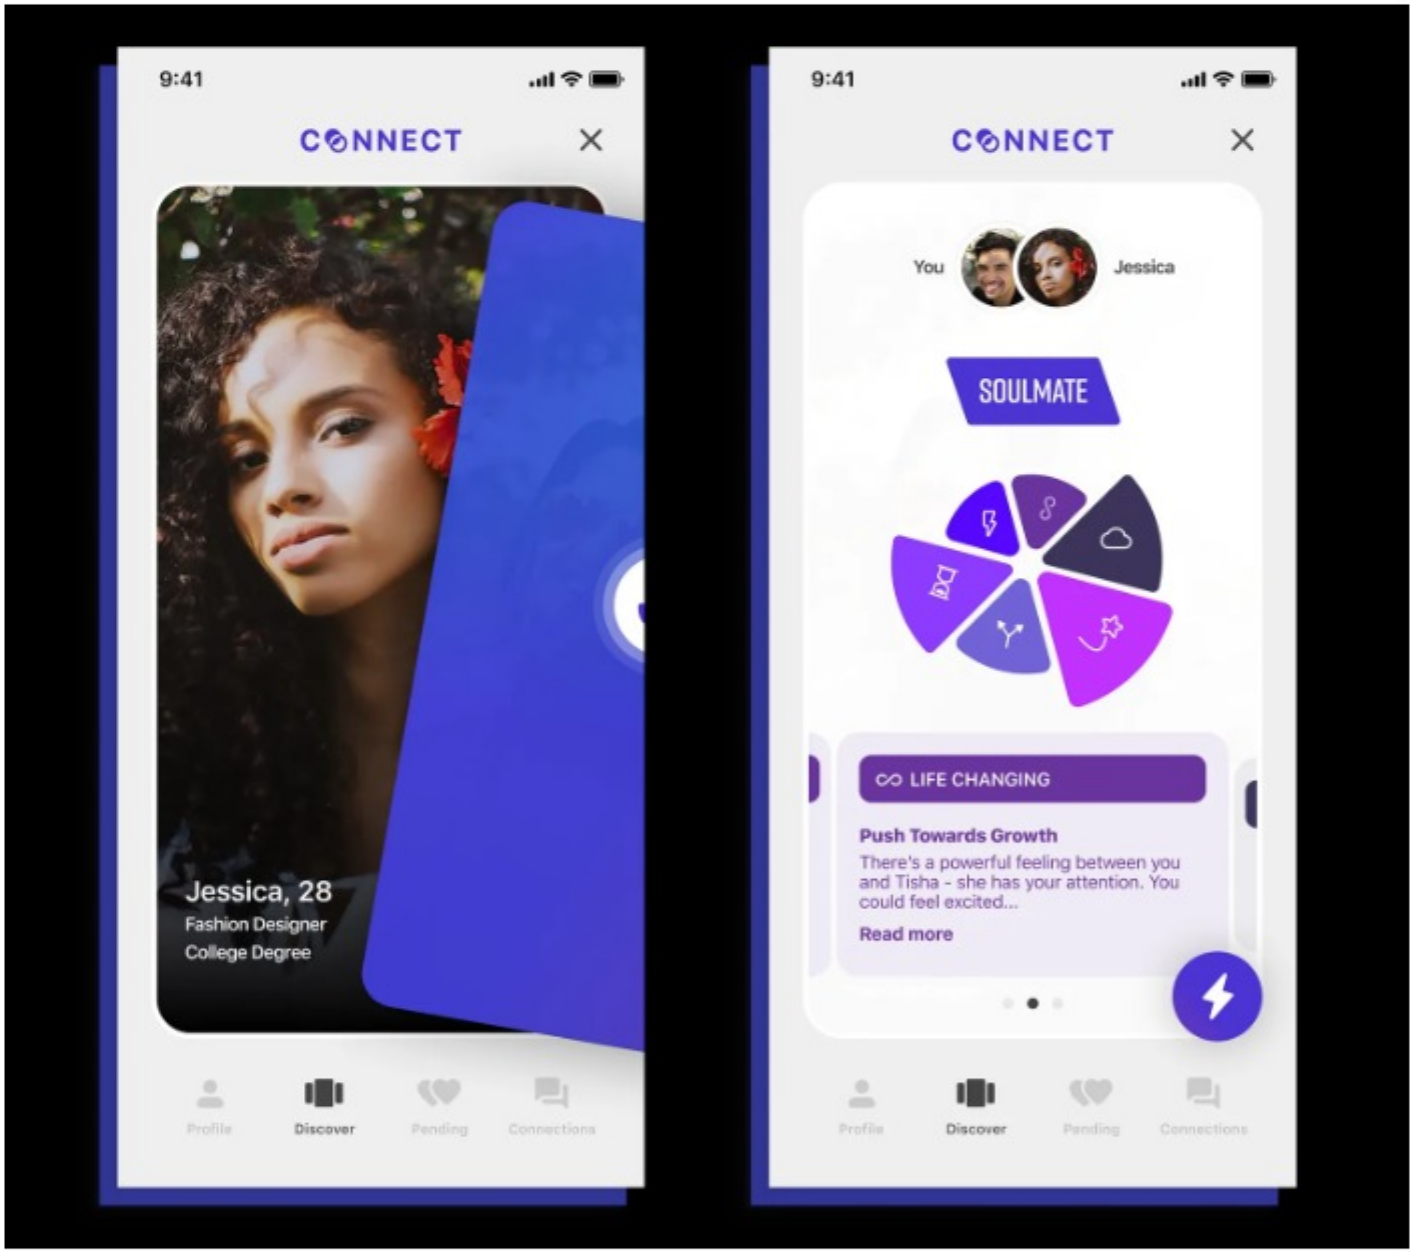 9:41
CONNECT
Jessica, 28
Fashion Designer
College Degree
Profile
Discover
Pending
Connections
9:41
CONNECT
You
Jessica
SOULMATE
LIFE CHANGING
Push Towards Growth
There's a powerful feeling between you
and Tisha - she has your attention. You
could feel excited...
Read more
Profile
Discover
Pending
Connections